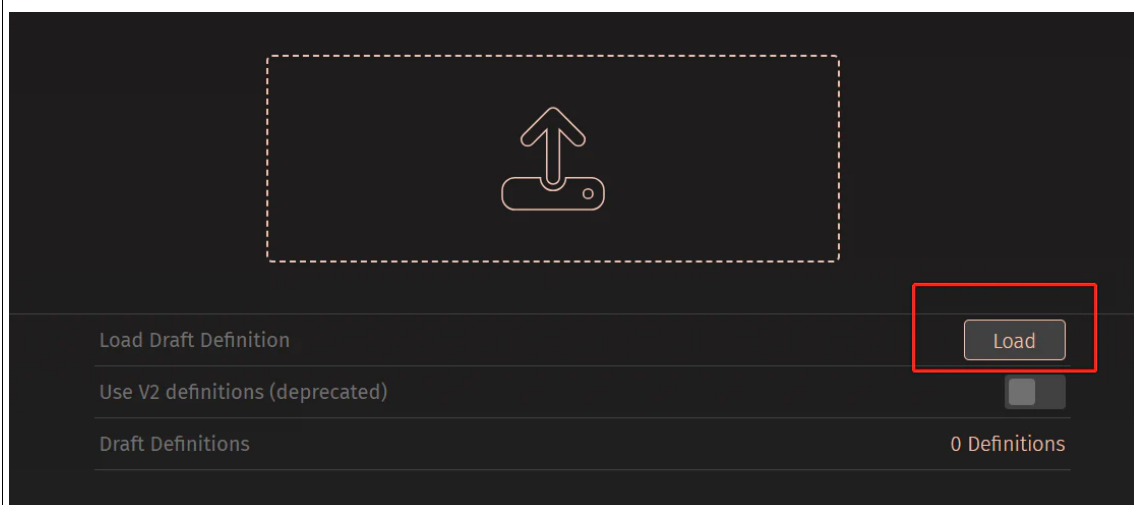 Load Draft Definition
Load
Use V2 definitions (deprecated)
Draft Definitions
0 Definitions